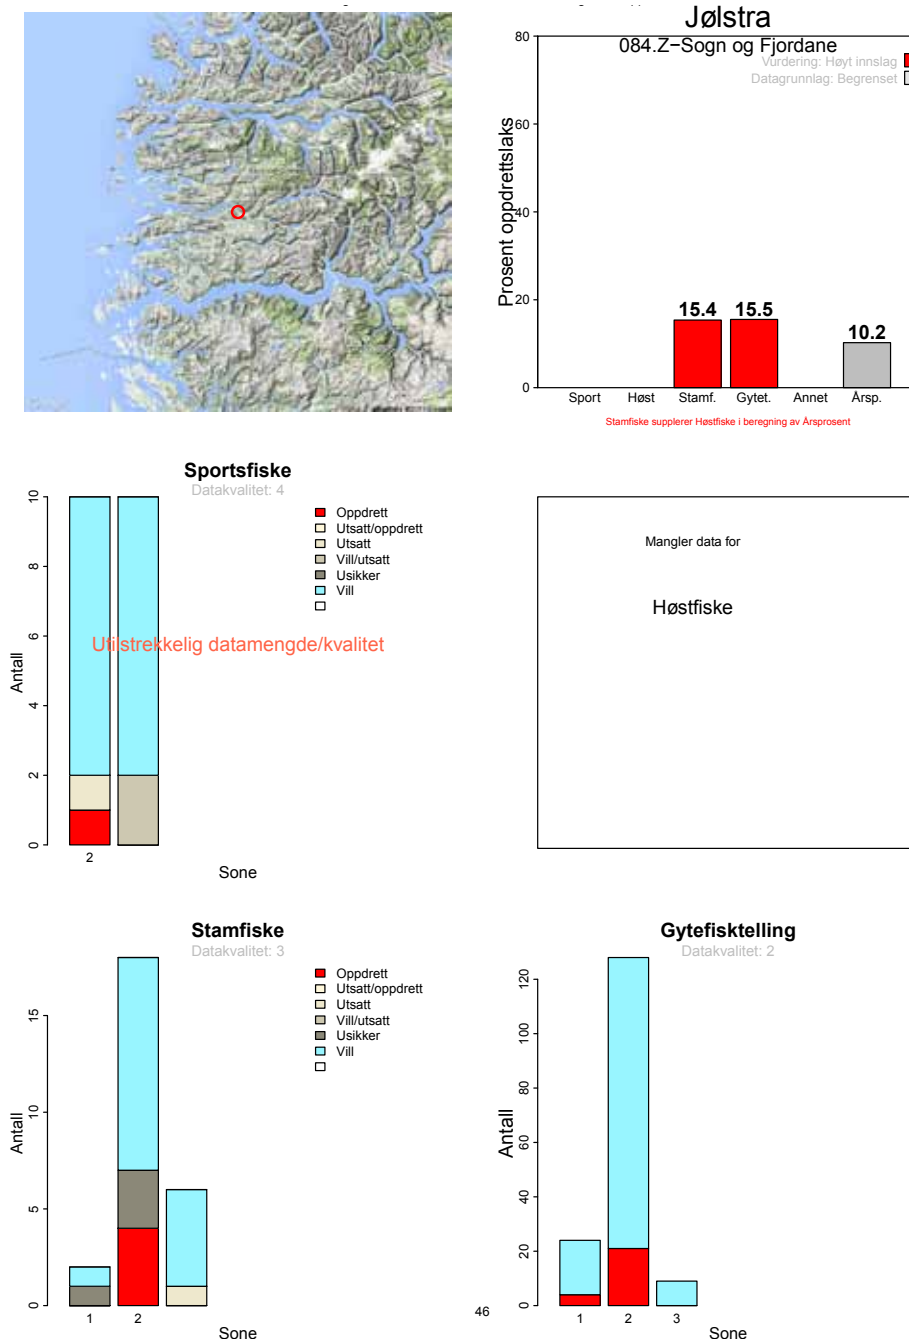 Jølstra
084.Z−Sogn og Fjordane
Vurdering: Høyt innslag
Datagrunnlag: Begrenset
Prosent oppdrettslaks
80
60
40
20
0
15.4
15.5
10.2
Sport Høst Stamf. Gytet. Annet Årsp.
Stamfiske supplerer Høstfiske i beregning av Årsprosent
Sportsfiske
Datakvalitet: 4
Oppdrett
Utsatt/oppdrett
Utsatt
Vill/utsatt
Usikker
Vill
Utilstrekkelig datamengde/kvalitet
Antall
10
8
6
4
2
0
2
Sone
Mangler data for
Høstfiske
Stamfiske
Datakvalitet: 3
Oppdrett
Utsatt/oppdrett
Utsatt
Vill/utsatt
Usikker
Vill
Antall
15
10
5
0
1 2
Sone
Gytefisktelling
Datakvalitet: 2
Antall
120
100
80
60
40
20
0
1 2 3
Sone
46